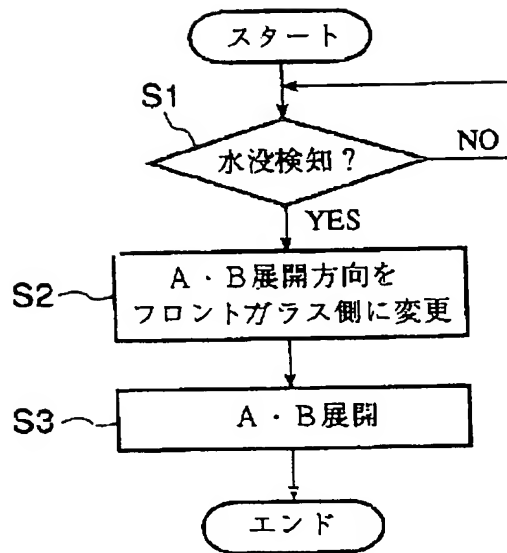 スタート
S1
水没検知？
NO
YES
S2
A・B展開方向を
フロントガラス側に変更
S3
A・B展開
エンド